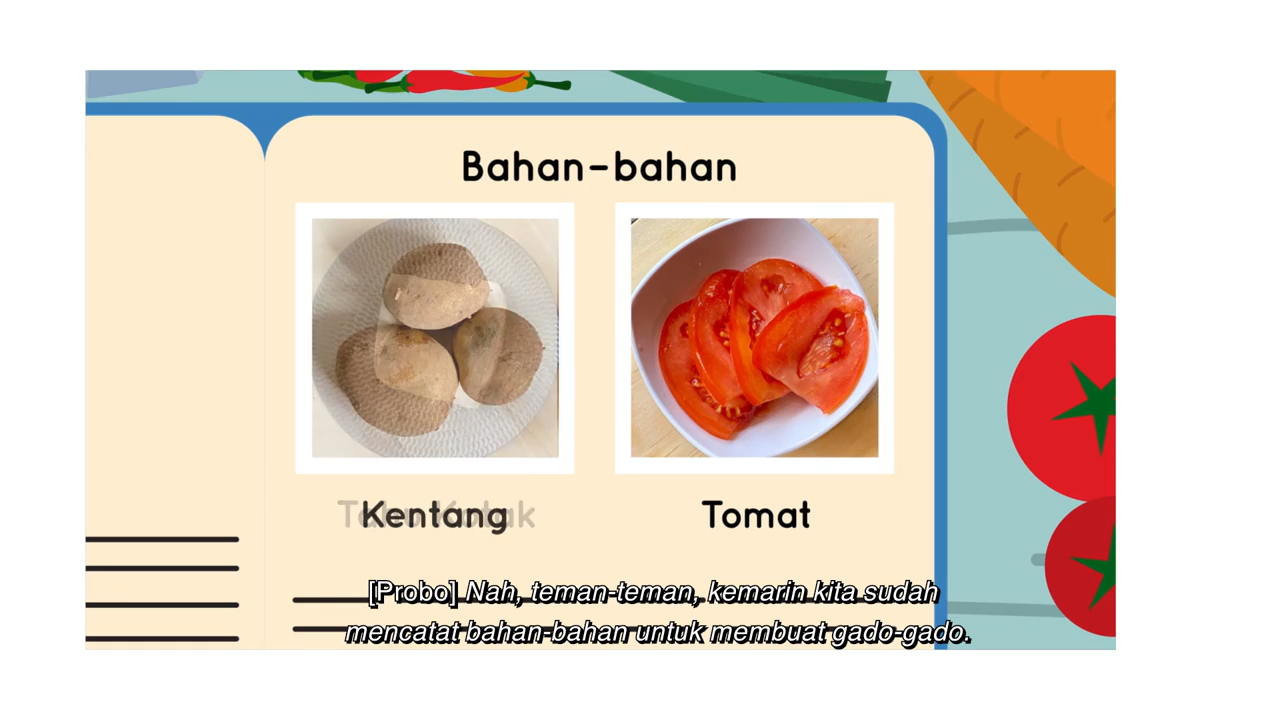 Bahan-bahan
Kentang
Tomat
[Probo] Nah, teman-teman, kemarin kita sudah
mencatat bahan-bahan untuk membuat gado-gado.